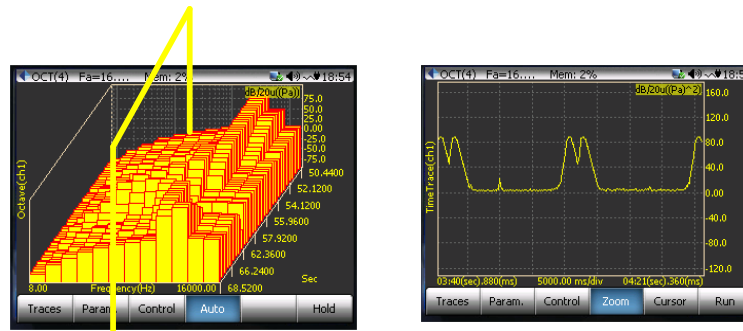 OCT(4) Fa=16.... Mem: 2% 18:54
dB/20u((Pa))
75.0
50.0
25.0
0.00
-25.0
-50.0
-75.0
50.4400
52.1200
54.1200
55.9600
57.9200
62.3600
66.2400
68.5200
Sec
Octave(ch1)
8.00 Frequency(Hz) 16000.00
Traces Param. Control Auto Hold
OCT(4) Fa=16.... Mem: 2%
dB/20u((Pa)^2)
160.0
120.0
80.0
40.0
0.00
-40.0
-80.0
-120.0
TimeTrace(ch1)
03:40(sec).880(ms) 5000.00 ms/div 04:21(sec).360(ms)
Traces Param. Control Zoom Cursor Run